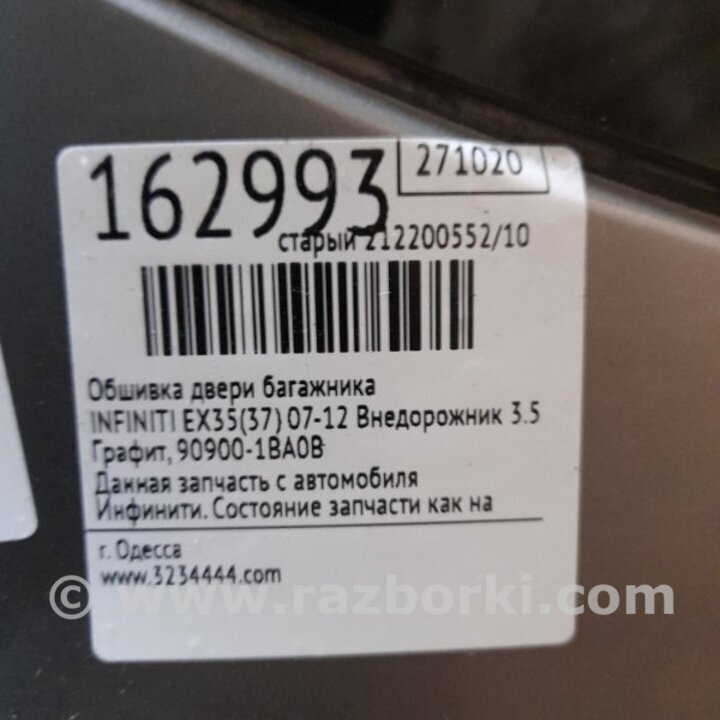 162993
271020
старый 212200552/10
Обшивка двери багажника
INFINITI EX35(37) 07-12 Внедорожник 3.5
Графит, 90900-1BA0B
Данная запчасть с автомобиля
Инфинити. Состояние запчасти как на
г. Одесса
www.3234444.com
© www.razborki.com